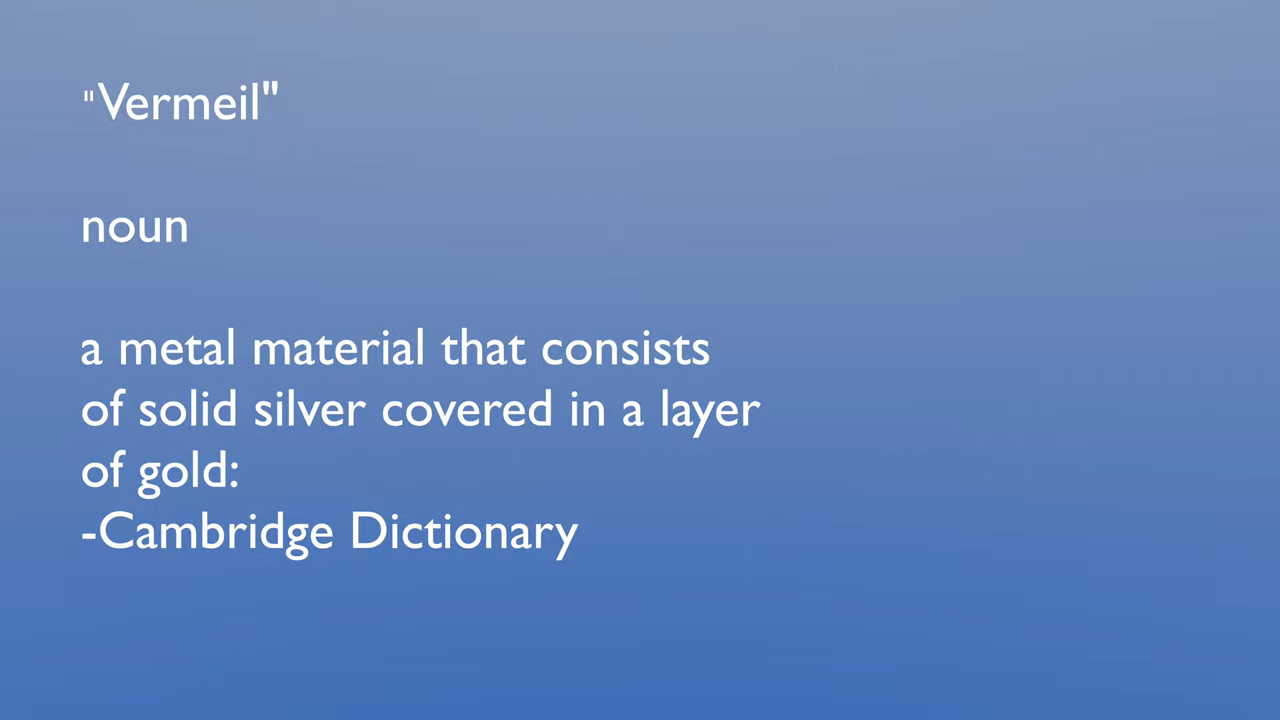 "Vermeil"
noun
a metal material that consists
of solid silver covered in a layer
of gold:
-Cambridge Dictionary